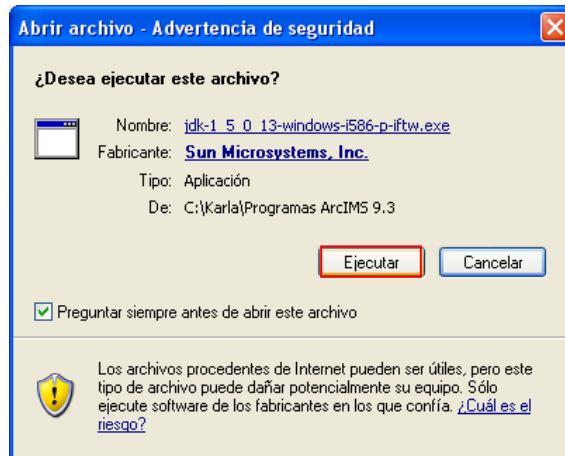 Abrir archivo - Advertencia de seguridad
¿Desea ejecutar este archivo?
Nombre: jdk-1_5_0_13-windows-i586-p-iftw.exe
Fabricante: Sun Microsystems, Inc.
Tipo: Aplicación
De: C:\Karla\Programas ArcIMS 9.3
Ejecutar Cancelar
Preguntar siempre antes de abrir este archivo
Los archivos procedentes de Internet pueden ser útiles, pero este
tipo de archivo puede dañar potencialmente su equipo. Sólo
ejecute software de los fabricantes en los que confía. ¿Cuál es el
riesgo?